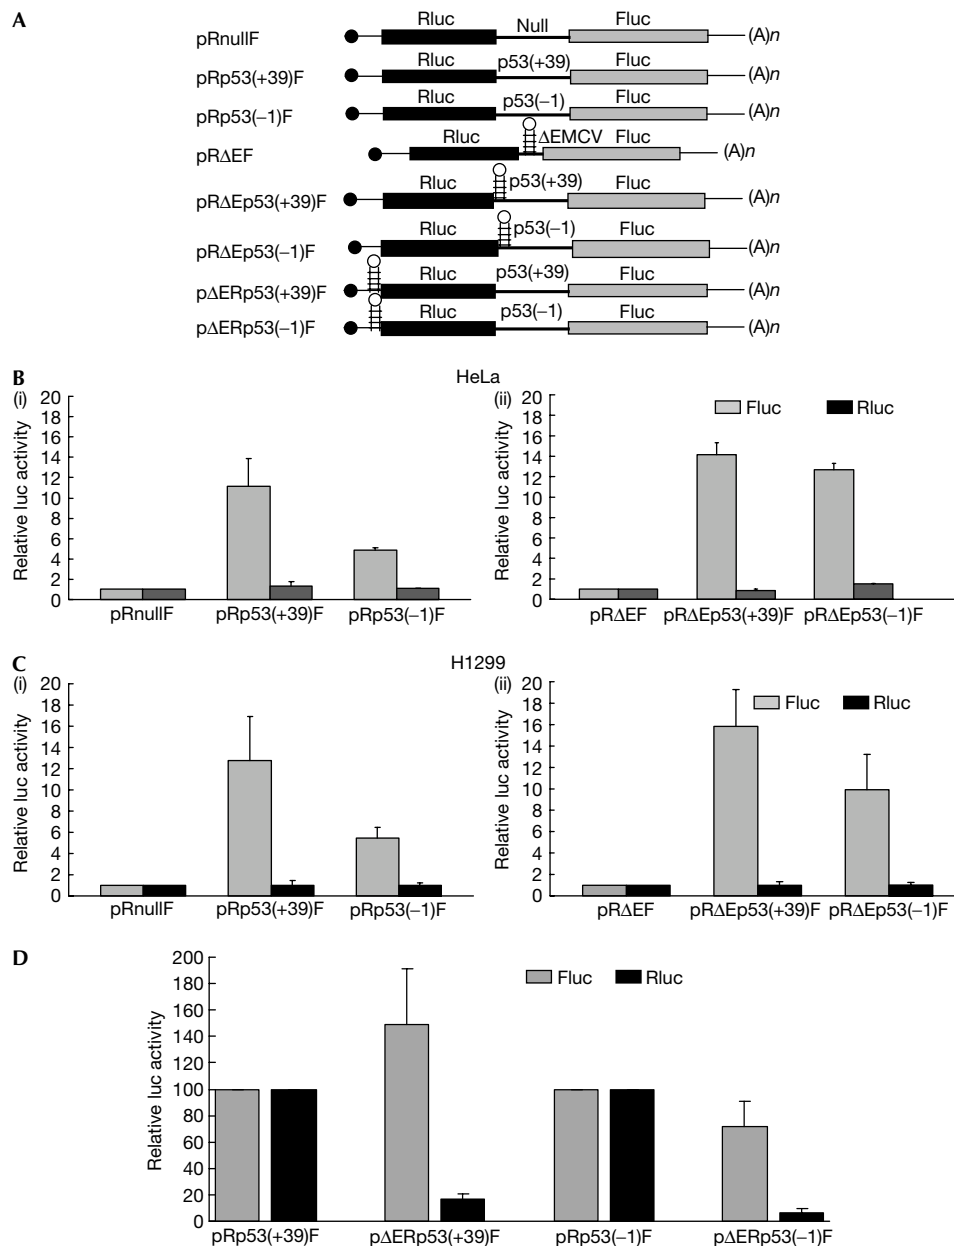 A
pRnullF Rluc Null Fluc (A)n
pRp53(+39)F Rluc p53(+39) Fluc (A)n
pRp53(−1)F Rluc p53(−1) Fluc (A)n
pRΔEF Rluc ΔEMCV Fluc (A)n
pRΔEp53(+39)F Rluc p53(+39) Fluc (A)n
pRΔEp53(−1)F Rluc p53(−1) Fluc (A)n
pΔERp53(+39)F Rluc p53(+39) Fluc (A)n
pΔERp53(−1)F Rluc p53(−1) Fluc (A)n
B HeLa
(i)
Relative luc activity
20
18
16
14
12
10
8
6
4
2
0
pRnullF pRp53(+39)F pRp53(−1)F
(ii)
Fluc Rluc
Relative luc activity
20
18
16
14
12
10
8
6
4
2
0
pRΔEF pRΔEp53(+39)F pRΔEp53(−1)F
C H1299
(i)
Relative luc activity
20
18
16
14
12
10
8
6
4
2
0
pRnullF pRp53(+39)F pRp53(−1)F
(ii)
Fluc Rluc
Relative luc activity
20
18
16
14
12
10
8
6
4
2
0
pRΔEF pRΔEp53(+39)F pRΔEp53(−1)F
D
Fluc Rluc
Relative luc activity
200
180
160
140
120
100
80
60
40
20
0
pRp53(+39)F pΔERp53(+39)F pRp53(−1)F pΔERp53(−1)F